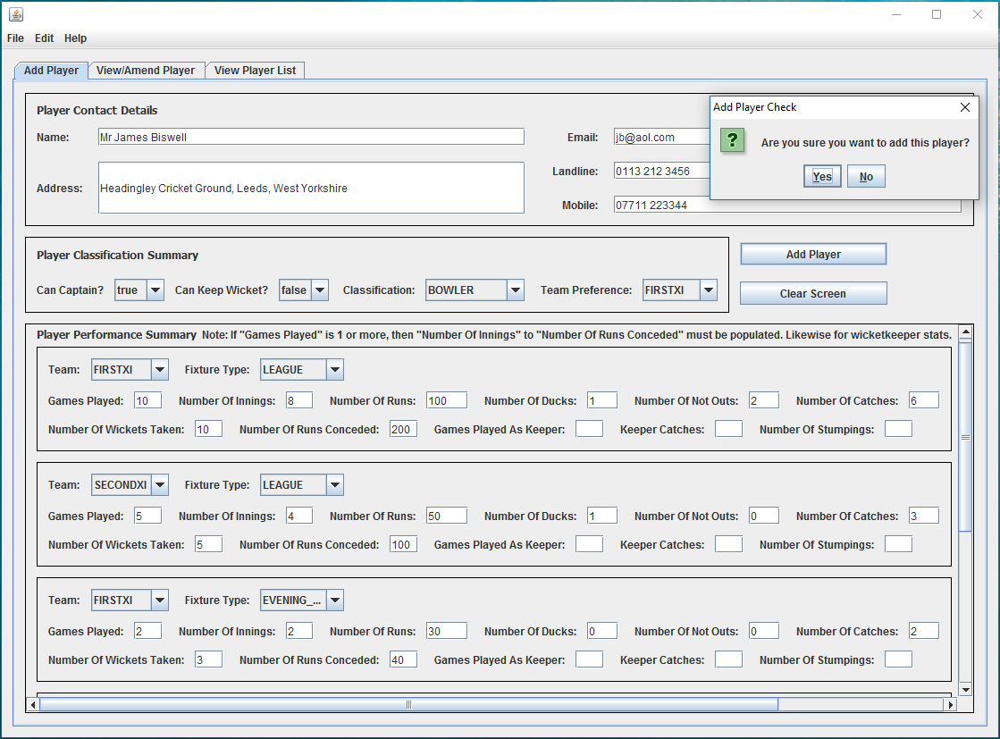 File Edit Help
Add Player View/Amend Player View Player List
Player Contact Details
Name: Mr James Biswell
Address: Headingley Cricket Ground, Leeds, West Yorkshire
Email: jb@aol.com
Landline: 0113 212 3456
Mobile: 07711 223344
Add Player Check
? Are you sure you want to add this player?
Yes No
Player Classification Summary
Can Captain? true Can Keep Wicket? false Classification: BOWLER Team Preference: FIRSTXI
Add Player
Clear Screen
Player Performance Summary Note: If "Games Played" is 1 or more, then "Number Of Innings" to "Number Of Runs Conceded" must be populated. Likewise for wicketkeeper stats.
Team: FIRSTXI Fixture Type: LEAGUE
Games Played: 10 Number Of Innings: 8 Number Of Runs: 100 Number Of Ducks: 1 Number Of Not Outs: 2 Number Of Catches: 6
Number Of Wickets Taken: 10 Number Of Runs Conceded: 200 Games Played As Keeper: Keeper Catches: Number Of Stumpings:
Team: SECONDXI Fixture Type: LEAGUE
Games Played: 5 Number Of Innings: 4 Number Of Runs: 50 Number Of Ducks: 1 Number Of Not Outs: 0 Number Of Catches: 3
Number Of Wickets Taken: 5 Number Of Runs Conceded: 100 Games Played As Keeper: Keeper Catches: Number Of Stumpings:
Team: FIRSTXI Fixture Type: EVENING_...
Games Played: 2 Number Of Innings: 2 Number Of Runs: 30 Number Of Ducks: 0 Number Of Not Outs: 0 Number Of Catches: 2
Number Of Wickets Taken: 3 Number Of Runs Conceded: 40 Games Played As Keeper: Keeper Catches: Number Of Stumpings: